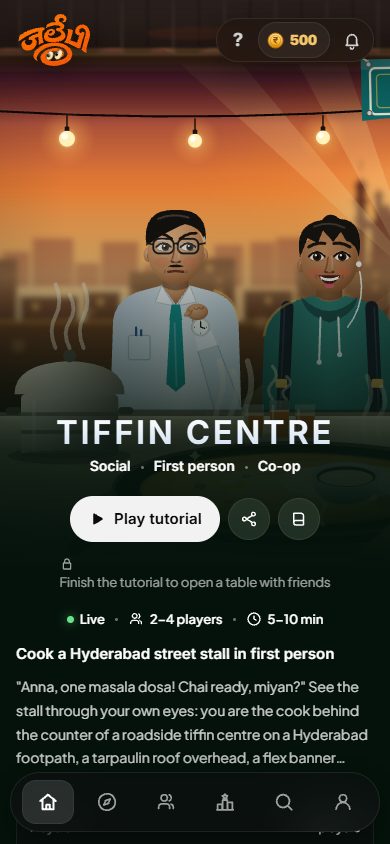 जलेबी
?
₹ 500
TIFFIN CENTRE
Social • First person • Co-op
Play tutorial
Finish the tutorial to open a table with friends
Live • 2–4 players • 5–10 min
Cook a Hyderabad street stall in first person
"Anna, one masala dosa! Chai ready, miyan?" See the
stall through your own eyes: you are the cook behind
the counter of a roadside tiffin centre on a Hyderabad
footpath, a tarpaulin roof overhead, a flex banner…